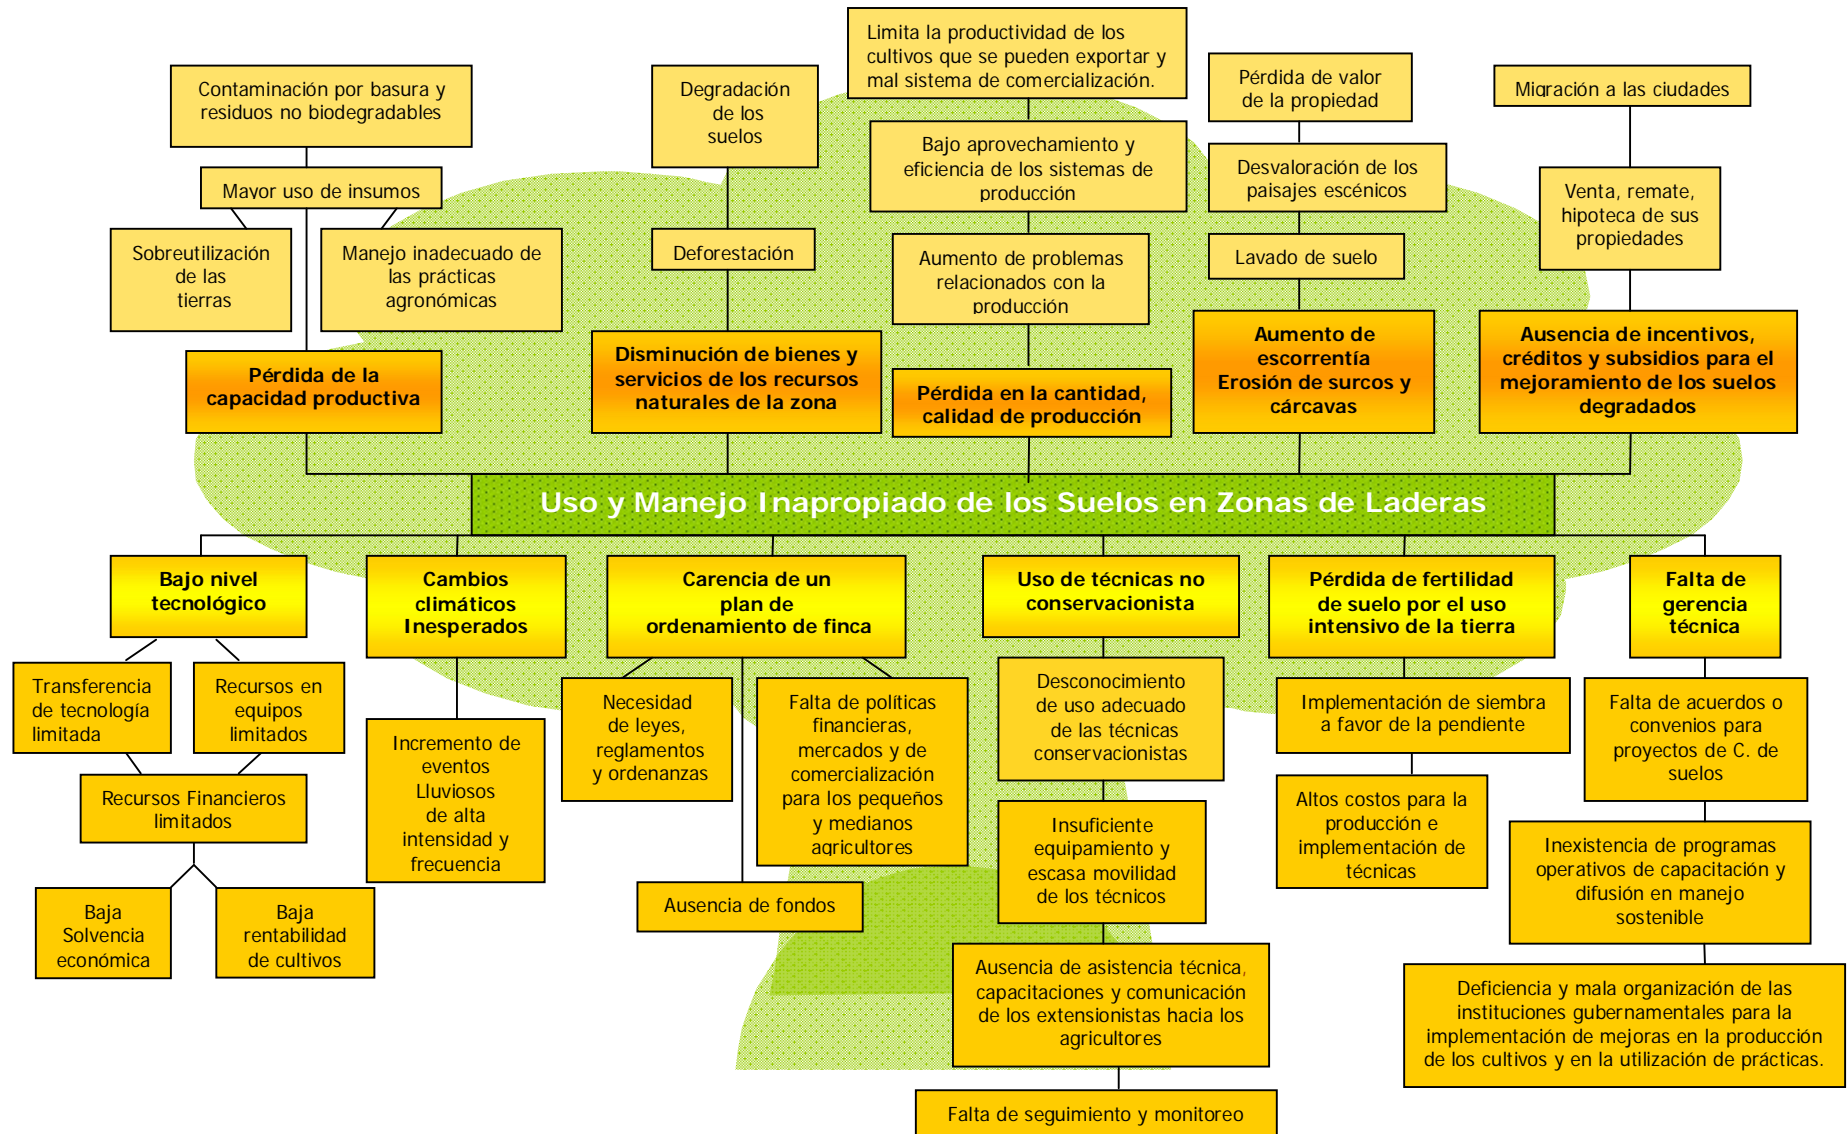 Limita la productividad de los
cultivos que se pueden exportar y
mal sistema de comercialización.
Contaminación por basura y
residuos no biodegradables
Degradación
de los
suelos
Pérdida de valor
de la propiedad
Migración a las ciudades
Bajo aprovechamiento y
eficiencia de los sistemas de
producción
Desvaloración de los
paisajes escénicos
Mayor uso de insumos
Venta, remate,
hipoteca de sus
propiedades
Sobreutilización
de las
tierras
Manejo inadecuado de
las prácticas
agronómicas
Deforestación
Aumento de problemas
relacionados con la
producción
Lavado de suelo
Pérdida de la
capacidad productiva
Disminución de bienes y
servicios de los recursos
naturales de la zona
Pérdida en la cantidad,
calidad de producción
Aumento de
escorrentía
Erosión de surcos y
cárcavas
Ausencia de incentivos,
créditos y subsidios para el
mejoramiento de los suelos
degradados
Uso y Manejo Inapropiado de los Suelos en Zonas de Laderas
Bajo nivel
tecnológico
Cambios
climáticos
Inesperados
Carencia de un
plan de
ordenamiento de finca
Uso de técnicas no
conservacionista
Pérdida de fertilidad
de suelo por el uso
intensivo de la tierra
Falta de
gerencia
técnica
Transferencia
de tecnología
limitada
Recursos en
equipos
limitados
Incremento de
eventos
Lluviosos
de alta
intensidad y
frecuencia
Necesidad
de leyes,
reglamentos
y ordenanzas
Falta de políticas
financieras,
mercados y de
comercialización
para los pequeños
y medianos
agricultores
Desconocimiento
de uso adecuado
de las técnicas
conservacionistas
Implementación de siembra
a favor de la pendiente
Falta de acuerdos o
convenios para
proyectos de C. de
suelos
Recursos Financieros
limitados
Altos costos para la
producción e
implementación de
técnicas
Insuficiente
equipamiento y
escasa movilidad
de los técnicos
Inexistencia de programas
operativos de capacitación y
difusión en manejo
sostenible
Baja
Solvencia
económica
Baja
rentabilidad
de cultivos
Ausencia de fondos
Ausencia de asistencia técnica,
capacitaciones y comunicación
de los extensionistas hacia los
agricultores
Deficiencia y mala organización de las
instituciones gubernamentales para la
implementación de mejoras en la producción
de los cultivos y en la utilización de prácticas.
Falta de seguimiento y monitoreo